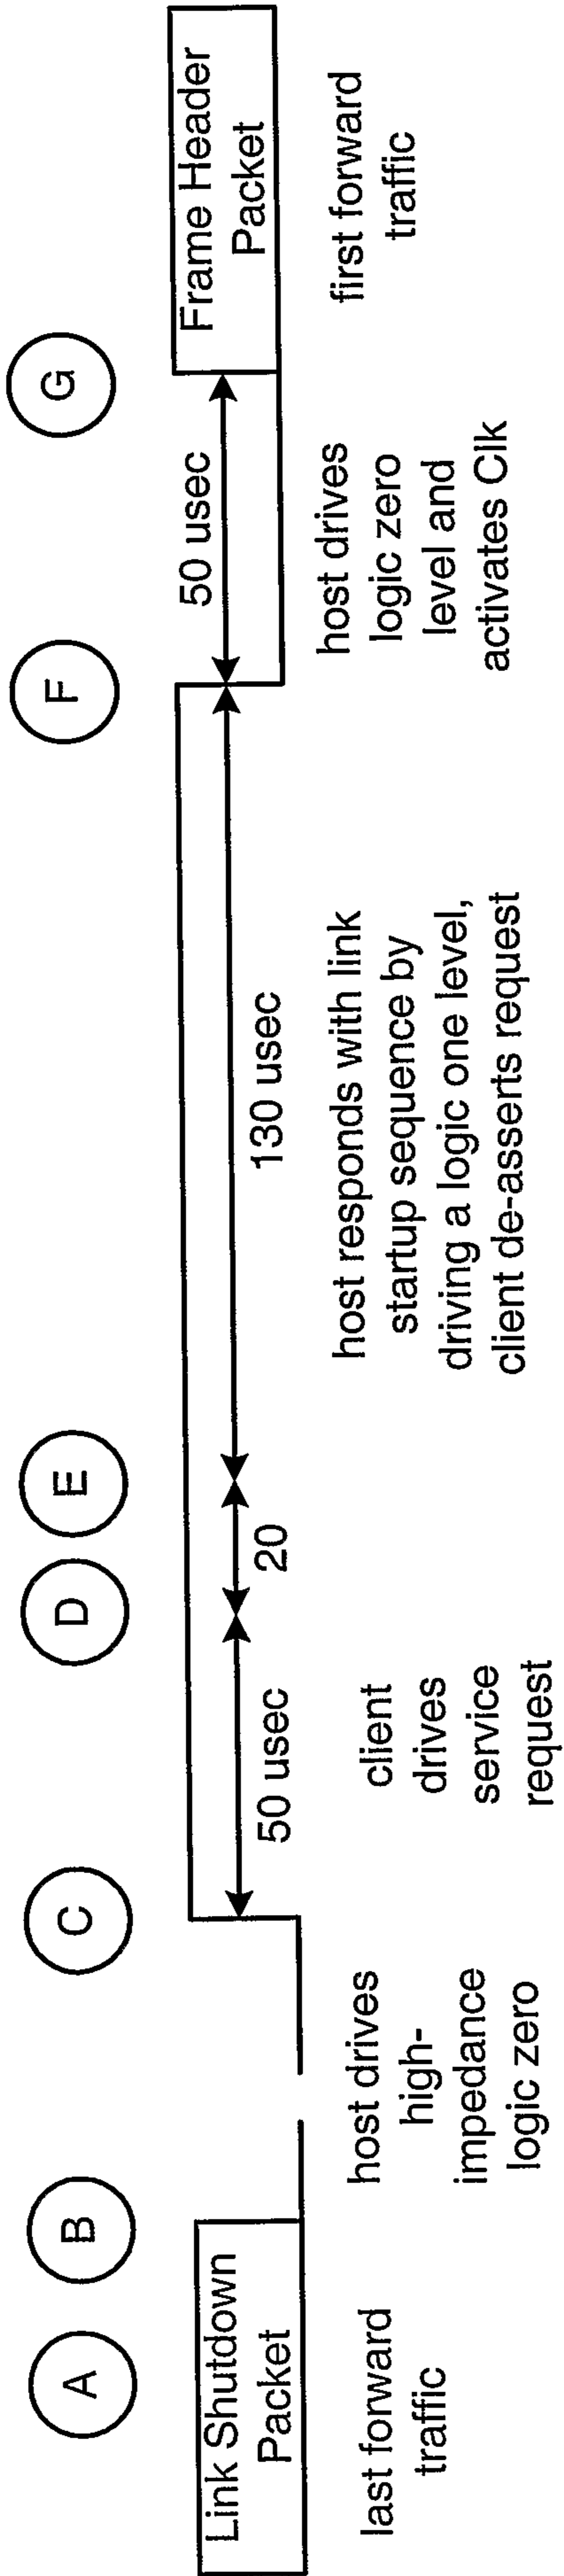 A
B
C
D
E
F
G
Link Shutdown
Packet
50 usec
20
130 usec
50 usec
Frame Header
Packet
last forward
traffic
host drives
high-
impedance
logic zero
client
drives
service
request
host responds with link
startup sequence by
driving a logic one level,
client de-asserts request
host drives
logic zero
level and
activates Clk
first forward
traffic